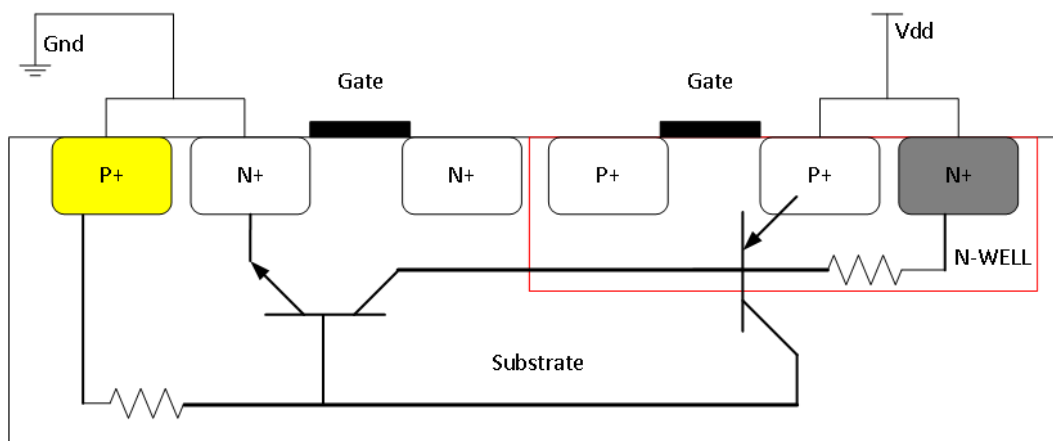 Gnd
Vdd
Gate
Gate
P+
N+
N+
P+
P+
N+
N-WELL
Substrate